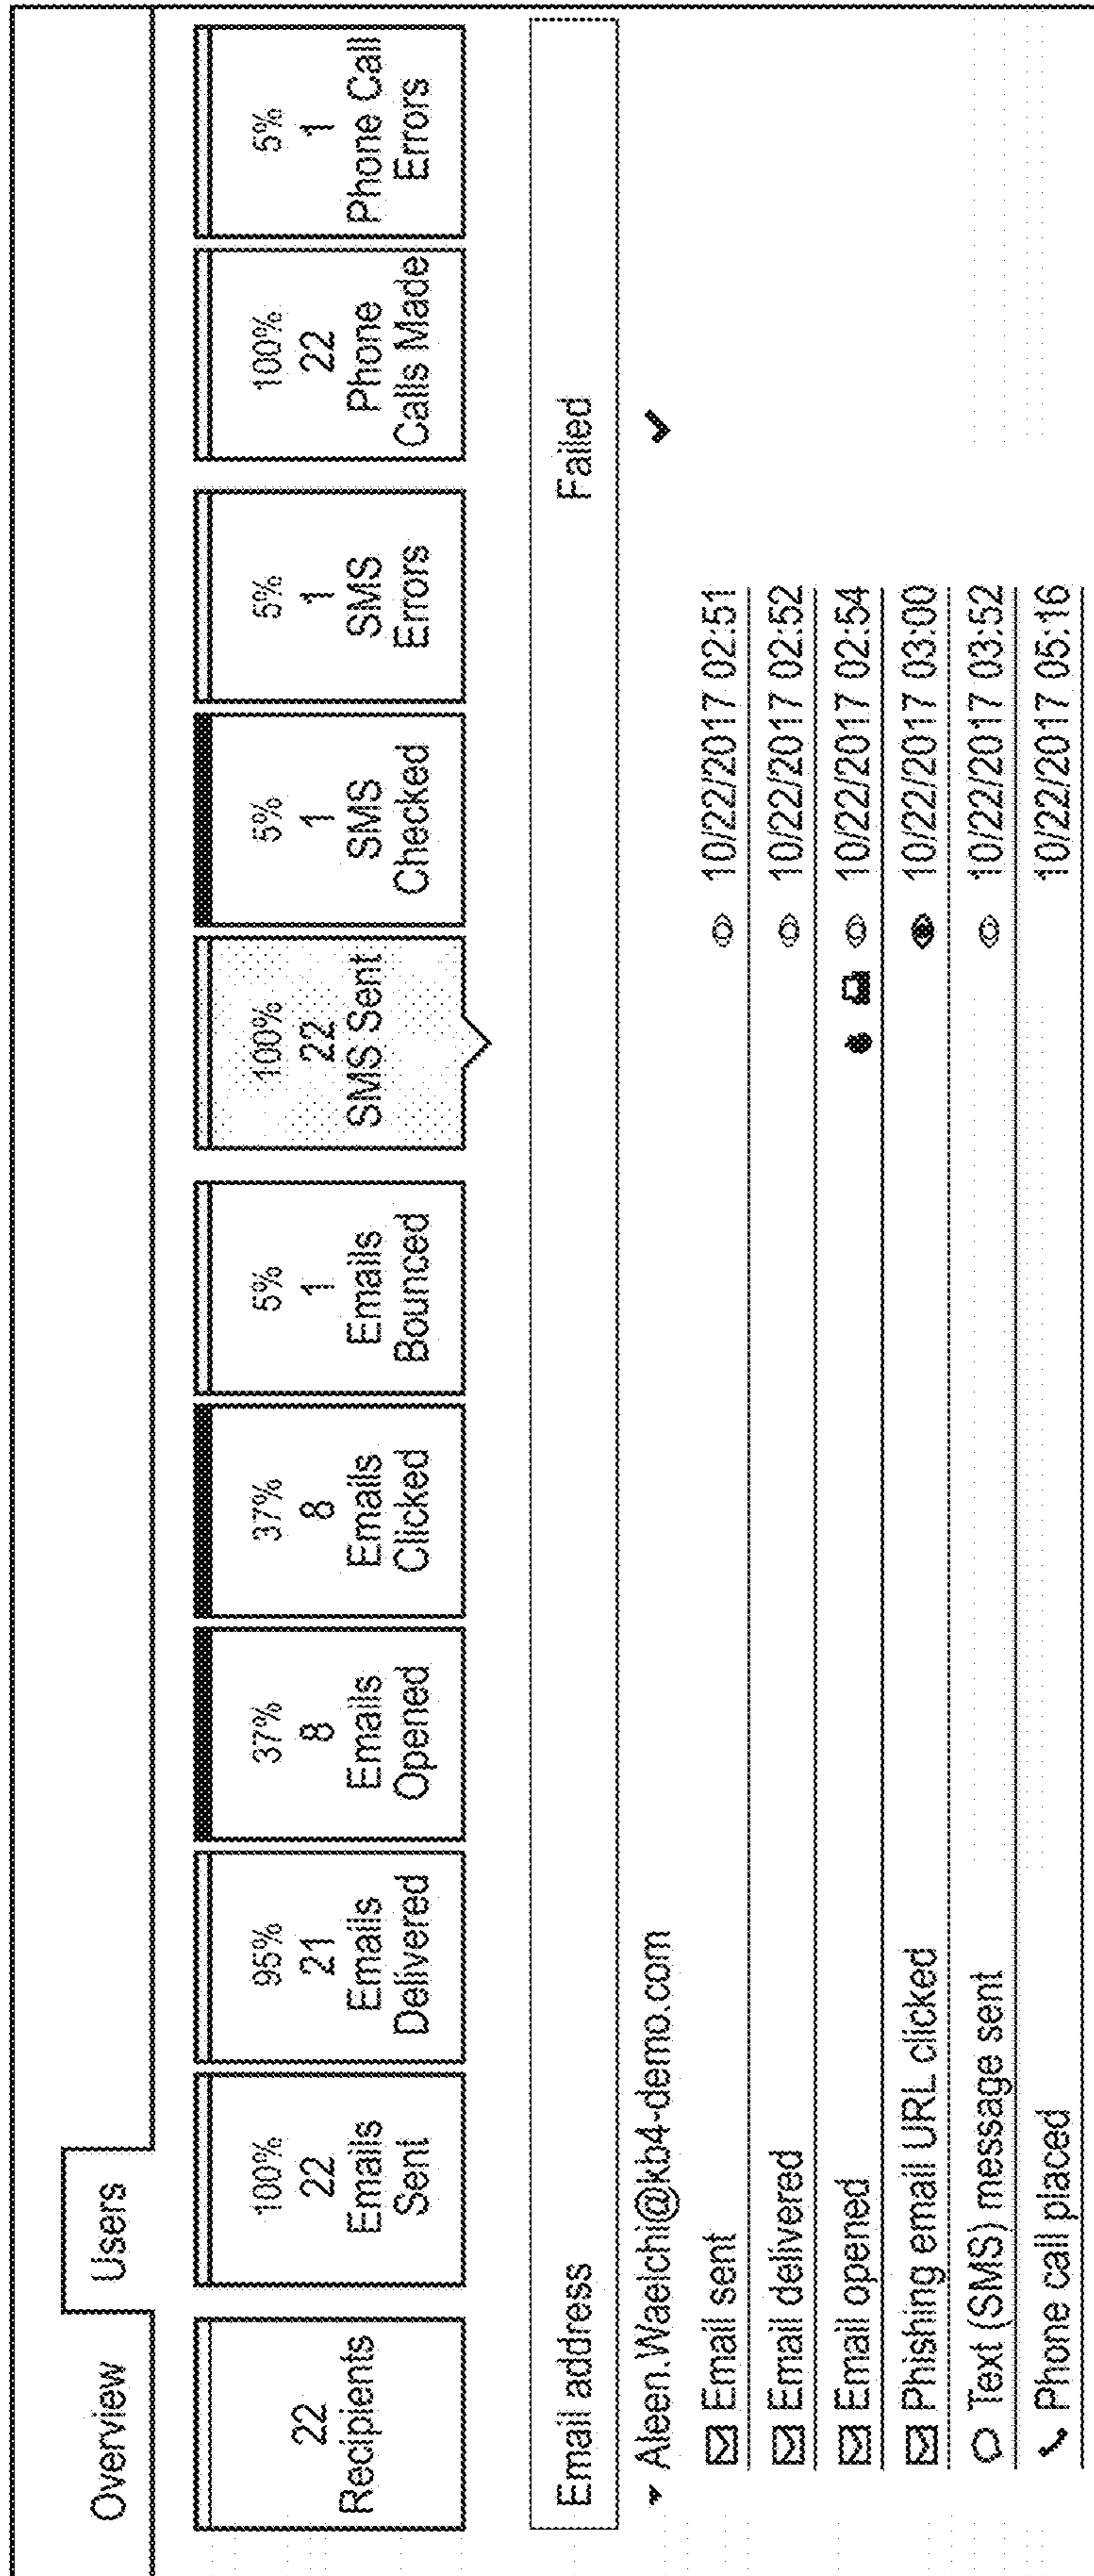 Overview
Users
22
Recipients
100%
22
Emails
Sent
95%
21
Emails
Delivered
37%
8
Emails
Opened
37%
8
Emails
Clicked
5%
1
Emails
Bounced
100%
22
SMS Sent
5%
1
SMS
Checked
5%
1
SMS
Errors
100%
22
Phone
Calls Made
5%
1
Phone Call
Errors
Email address Failed
Aleen.Waelchi@kb4-demo.com
Email sent 10/22/2017 02:51
Email delivered 10/22/2017 02:52
Email opened 10/22/2017 02:54
Phishing email URL clicked 10/22/2017 03:00
Text (SMS) message sent 10/22/2017 03:52
Phone call placed 10/22/2017 05:16